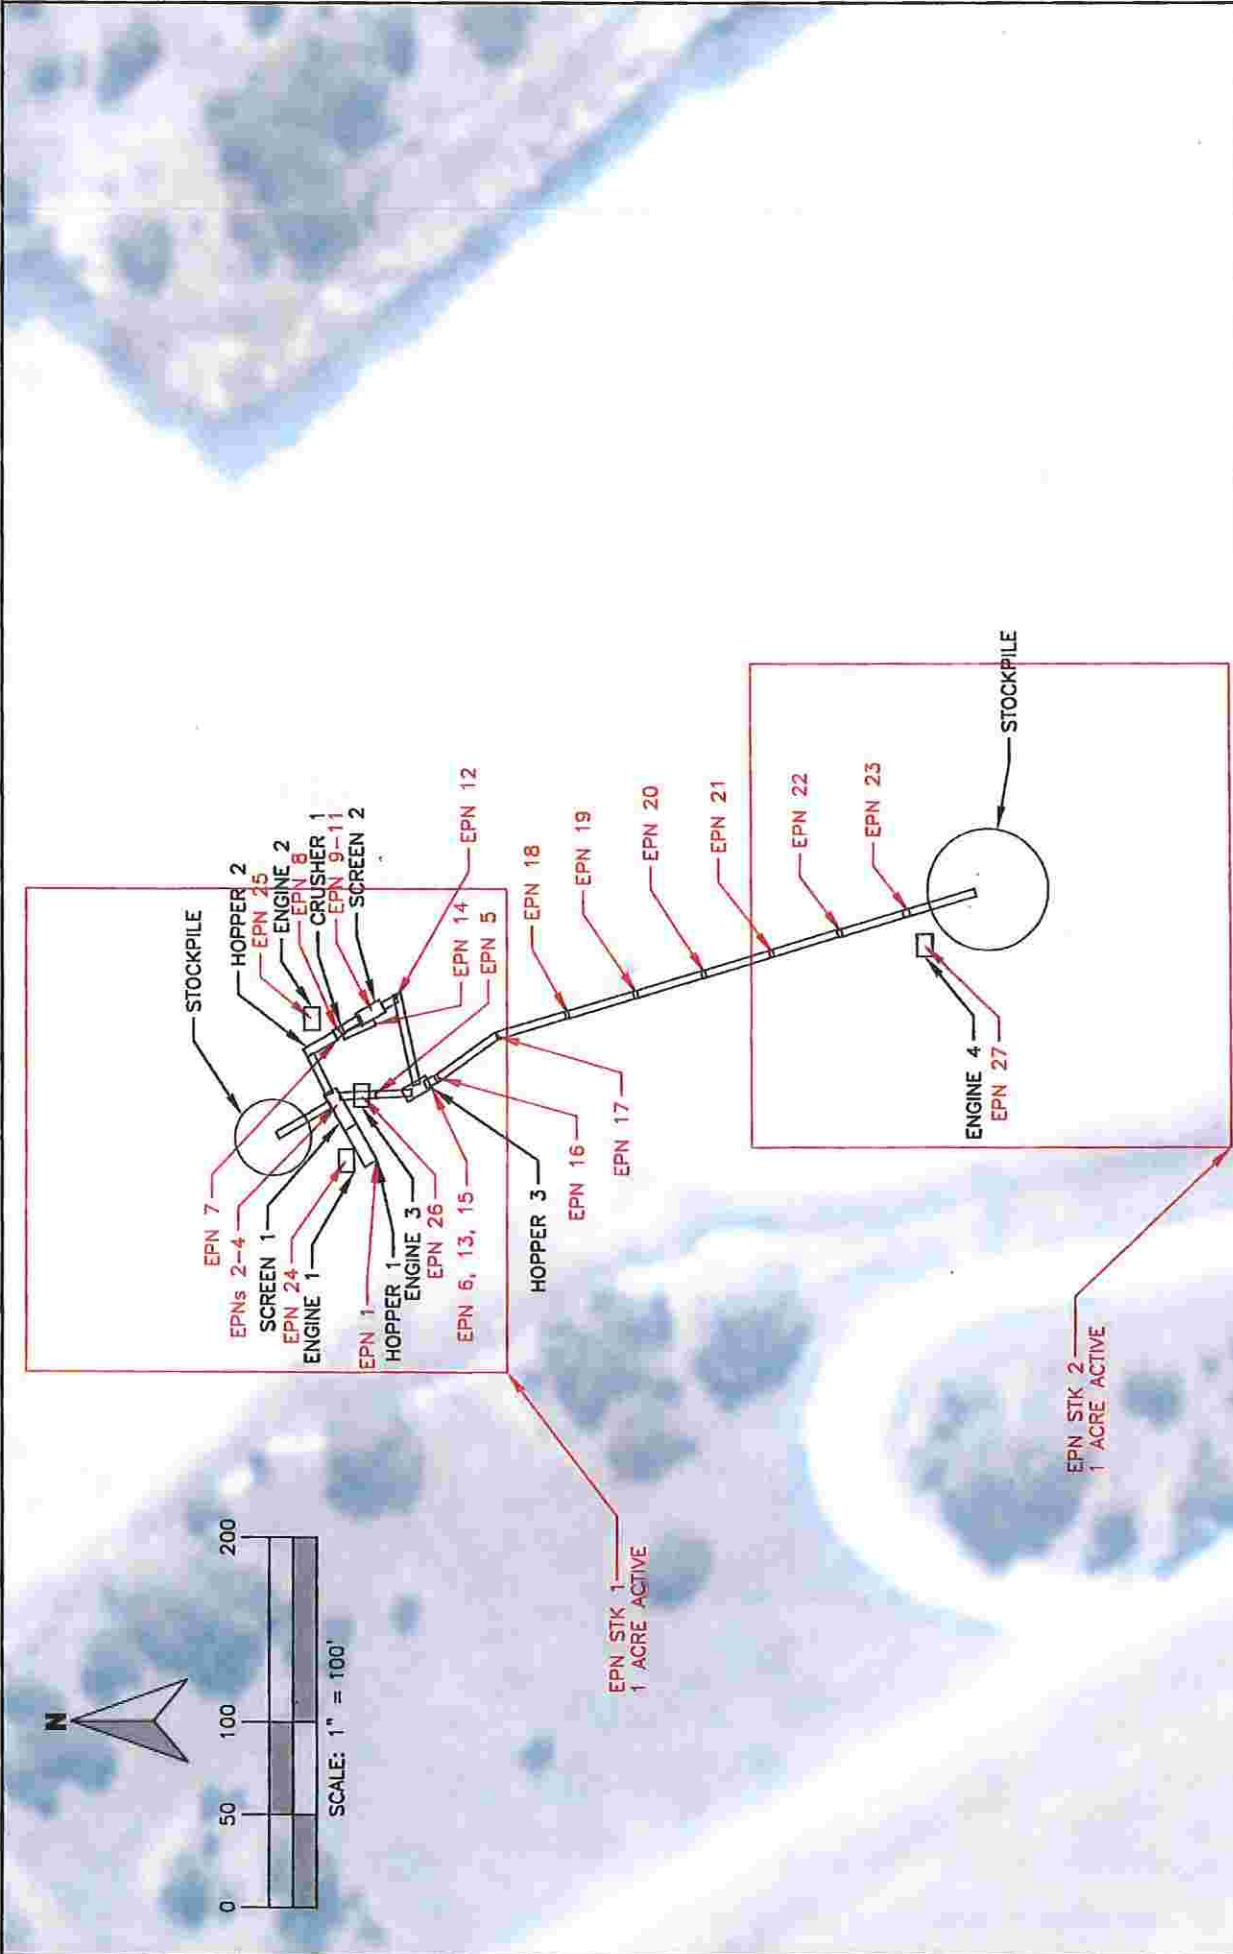 N
0 50 100 200
SCALE: 1" = 100'
STOCKPILE
HOPPER 2
EPN 25
ENGINE 2
EPN 8
CRUSHER 1
EPN 9-11
SCREEN 2
EPN 14
EPN 5
EPN 12
EPN 7
EPNs 2-4
SCREEN 1
EPN 24
ENGINE 1
EPN 1
HOPPER 1
ENGINE 3
EPN 26
EPN 6, 13, 15
HOPPER 3
EPN 16
EPN 17
EPN 18
EPN 19
EPN 20
EPN 21
EPN 22
EPN 23
STOCKPILE
ENGINE 4
EPN 27
EPN STK 1
1 ACRE ACTIVE
EPN STK 2
1 ACRE ACTIVE